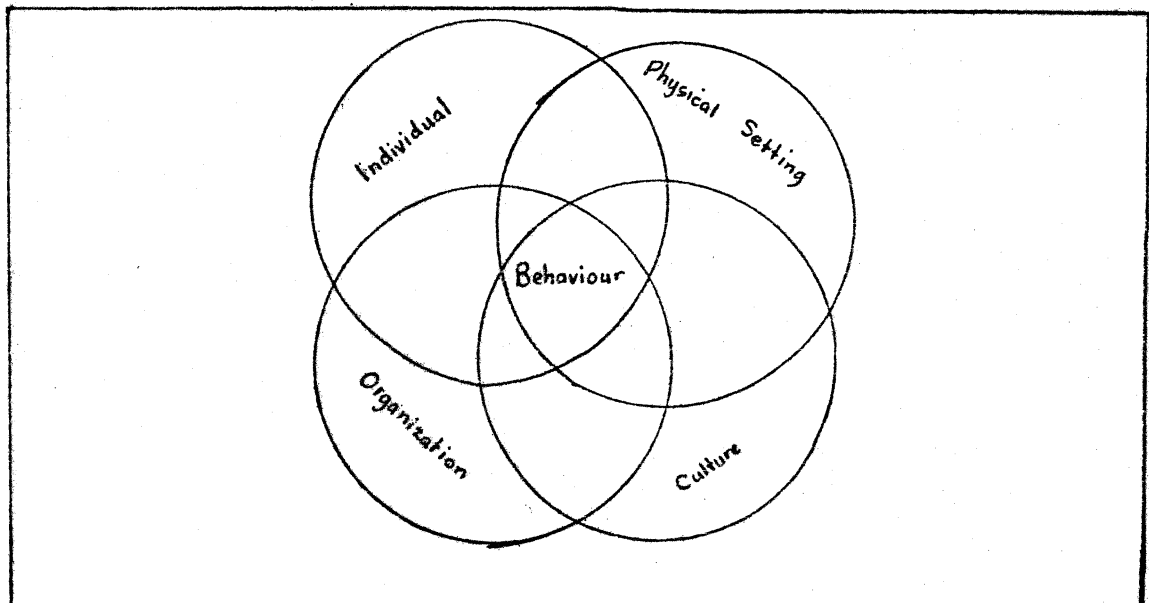 Individual
Physical Setting
Behaviour
Organization
Culture